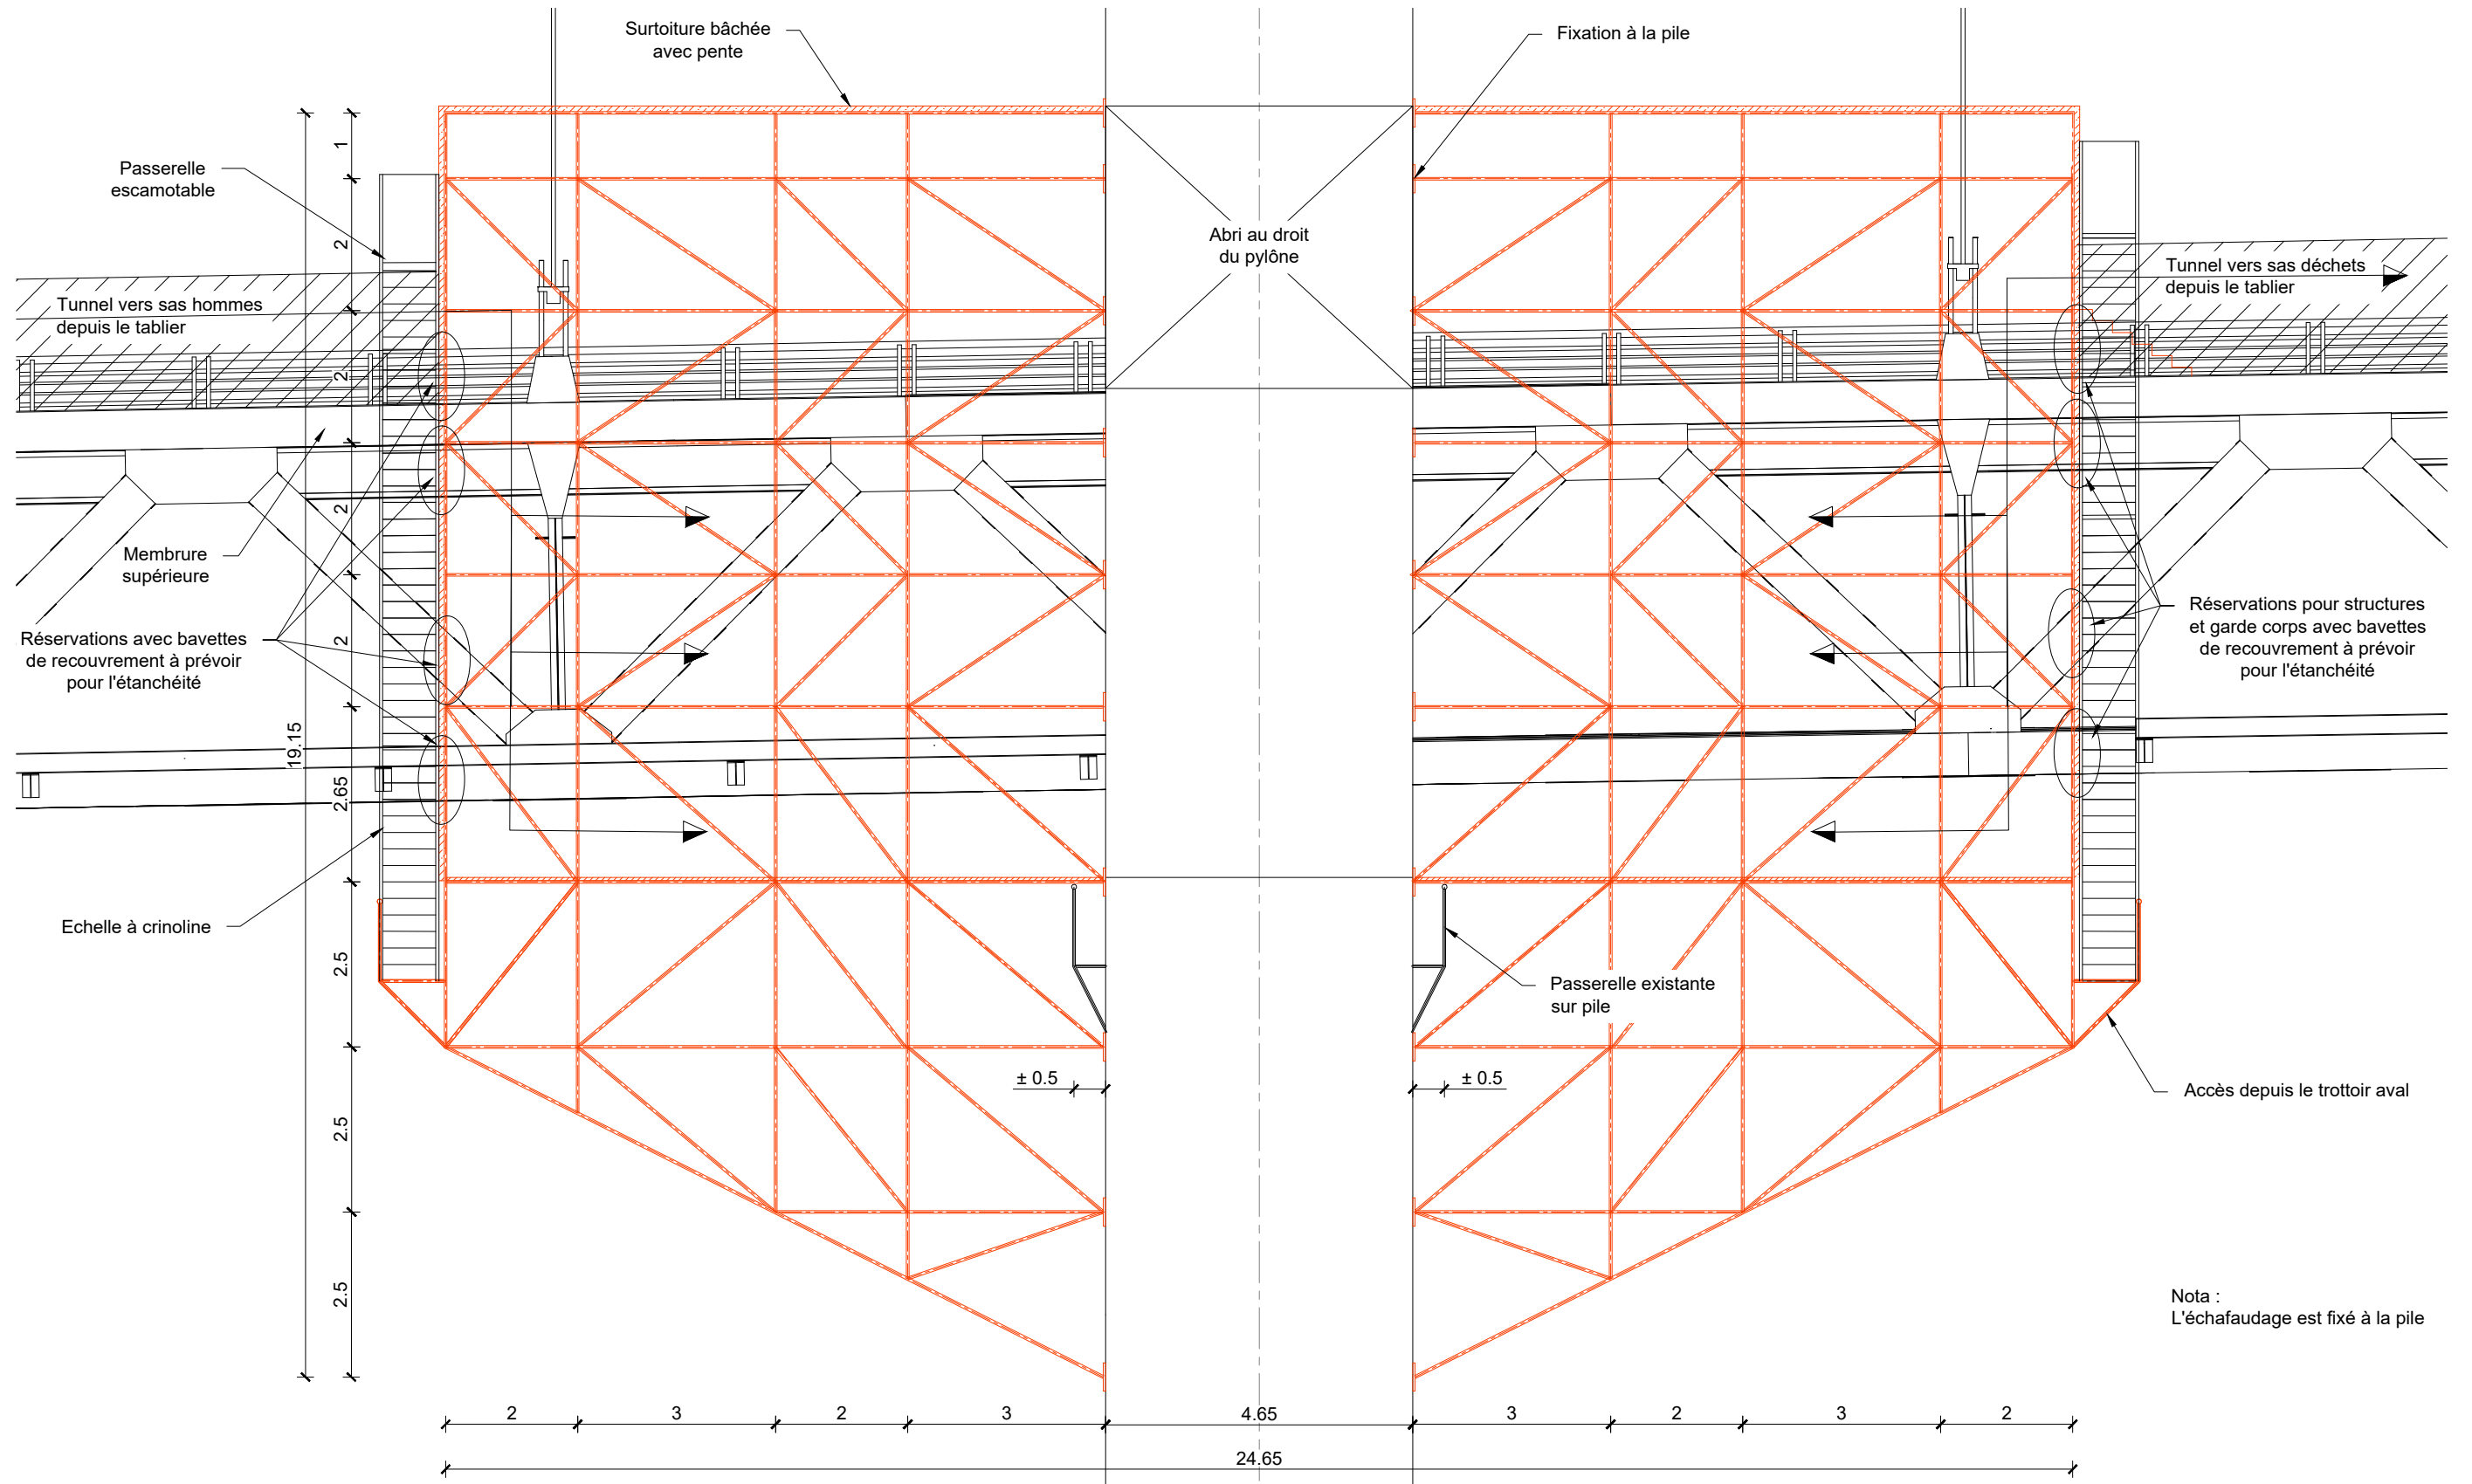 Surtoiture bâchée
avec pente
Fixation à la pile
Passerelle
escamotable
Abri au droit
du pylône
Tunnel vers sas hommes
depuis le tablier
Tunnel vers sas déchets
depuis le tablier
Membrure
supérieure
Réservations avec bavettes
de recouvrement à prévoir
pour l'étanchéité
Réservations pour structures
et garde corps avec bavettes
de recouvrement à prévoir
pour l'étanchéité
Echelle à crinoline
Passerelle existante
sur pile
Accès depuis le trottoir aval
Nota :
L'échafaudage est fixé à la pile
1
2
2
2
2
2.65
2.5
2.5
2.5
19.15
± 0.5
± 0.5
2
3
2
3
4.65
3
2
3
2
24.65